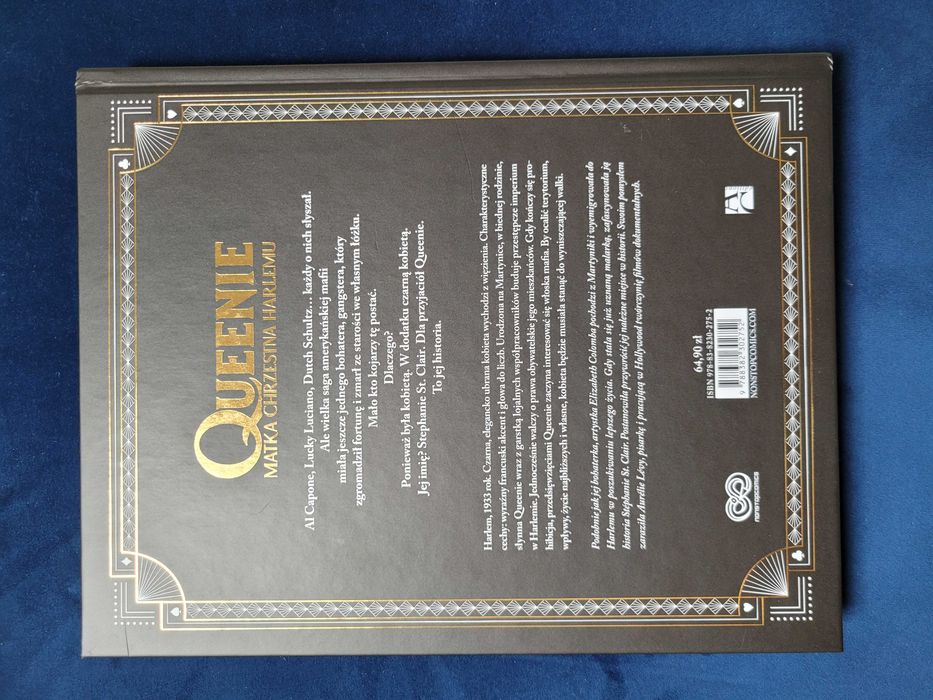 QUEENIE
MATKA CHRZESTNA HARLEMU
Al Capone, Lucky Luciano, Dutch Schultz... każdy o nich słyszał.
Ale wielka saga amerykańskiej mafii
miała jeszcze jednego bohatera, gangstera, który
zgromadził fortunę i zmarł ze starości we własnym łóżku.
Mało kto kojarzy tę postać.
Dlaczego?
Ponieważ była kobietą. W dodatku czarną kobietą.
Jej imię? Stephanie St. Clair. Dla przyjaciół Queenie.
To jej historia.
Harlem, 1933 rok. Czarna, elegancko ubrana kobieta wychodzi z więzienia. Charakterystyczne
cechy: wyraźny francuski akcent i głowa do liczb. Urodzona na Martynice, w biednej rodzinie,
słynna Queenie wraz z garstką lojalnych współpracowników buduje przestępcze imperium
w Harlemie. Jednocześnie walczy o prawa obywatelskie jego mieszkańców. Gdy kończy się pro-
hibicja, przedsięwzięciami Queenie zaczyna interesować się włoska mafia. By ocalić terytorium,
wpływy, życie najbliższych i własne, kobieta będzie musiała stanąć do wyniszczającej walki.
Podobnie jak jej bohaterka, artystka Elizabeth Colomba pochodzi z Martyniki i wyemigrowała do
Harlemu w poszukiwaniu lepszego życia. Gdy stała się już uznaną malarką, zafascynowała ją
historia Stephanie St. Clair. Postanowiła przywrócić jej należne miejsce w historii. Swoim pomysłem
zaraziła Aurélie Lévy, pisarkę i pracującą w Hollywood twórczynię filmów dokumentalnych.
nonstopcomics
64,90 zł
ISBN 978-83-8230-275-2
9 788382 302752
NONSTOPCOMICS.COM
AC